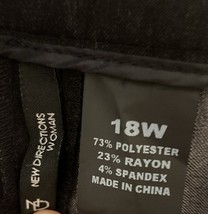 NEW DIRECTIONS
WOMAN
18W
73% POLYESTER
23% RAYON
4% SPANDEX
MADE IN CHINA